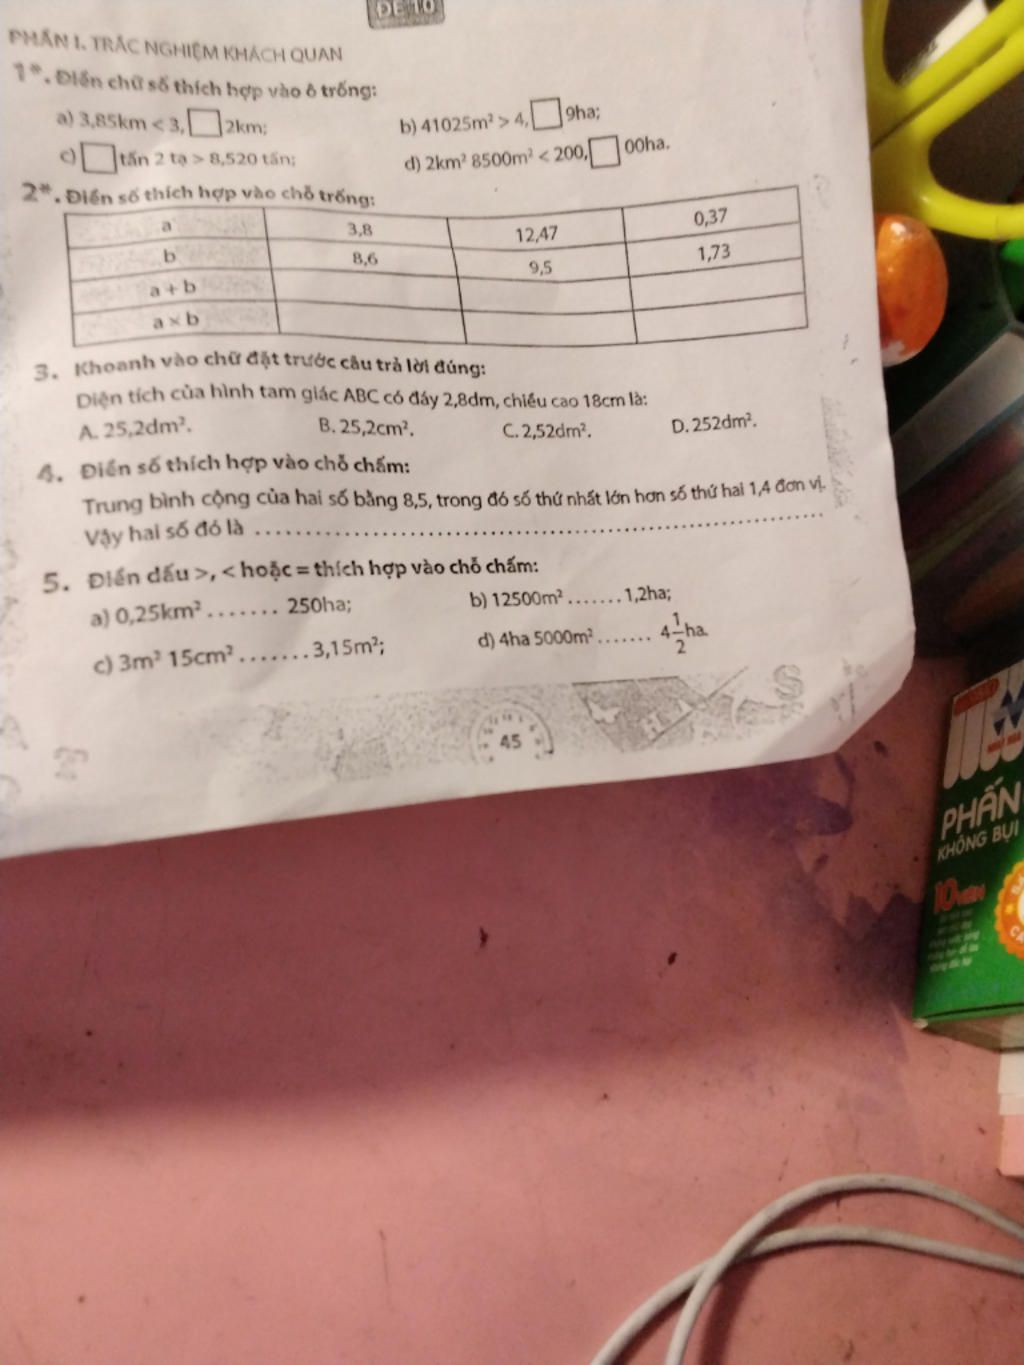 ĐỀ 10
PHẦN I. TRẮC NGHIỆM KHÁCH QUAN
1*. Điền chữ số thích hợp vào ô trống:
a) 3,85km < 3, □ 2km; b) 41025m² > 4, □ 9ha;
c) □ tấn 2 tạ > 8,520 tấn; d) 2km² 8500m² < 200, □ 00ha.
2*. Điền số thích hợp vào chỗ trống:
a 3,8 12,47 0,37
b 8,6 9,5 1,73
a + b
a × b
3. Khoanh vào chữ đặt trước câu trả lời đúng:
Diện tích của hình tam giác ABC có đáy 2,8dm, chiều cao 18cm là:
A. 25,2dm². B. 25,2cm². C. 2,52dm². D. 252dm².
4. Điền số thích hợp vào chỗ chấm:
Trung bình cộng của hai số bằng 8,5, trong đó số thứ nhất lớn hơn số thứ hai 1,4 đơn vị.
Vậy hai số đó là ........................................................
5. Điền dấu >, < hoặc = thích hợp vào chỗ chấm:
a) 0,25km² ....... 250ha; b) 12500m² ....... 1,2ha;
c) 3m² 15cm² ....... 3,15m²; d) 4ha 5000m² ....... 4 1/2 ha.
45
PHẤN
KHÔNG BỤI
10 VIÊN